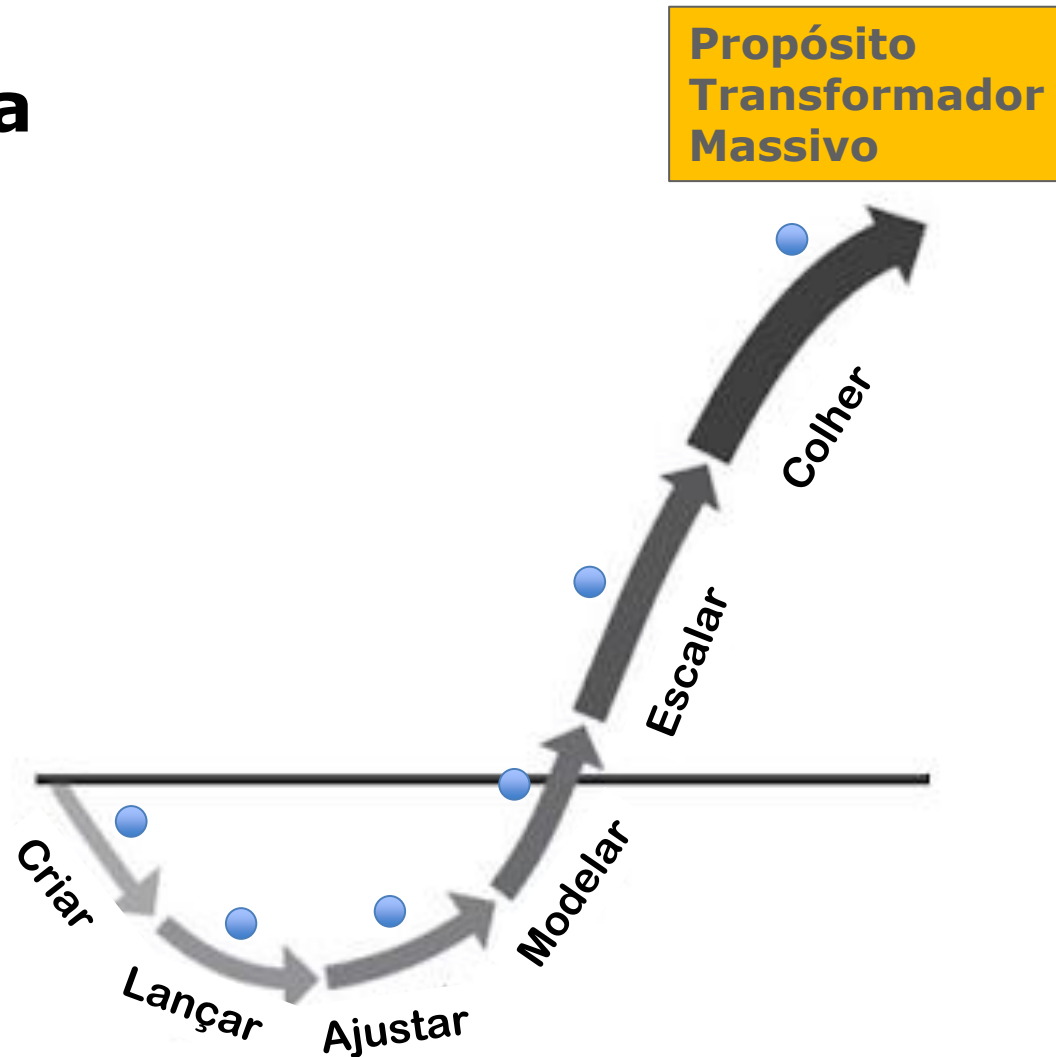 Propósito
Transformador
Massivo
a
Colher
Escalar
Modelar
Criar
Lançar
Ajustar